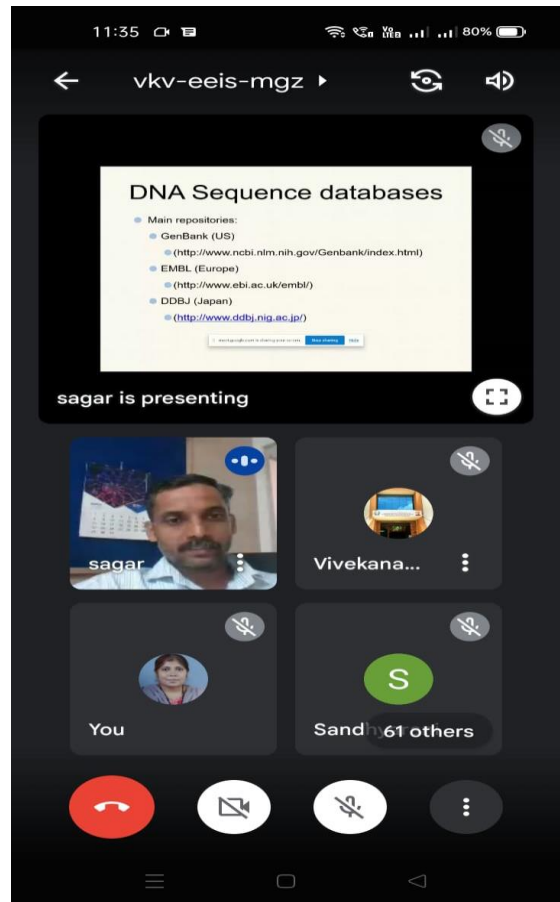 11:35
80%
vkv-eeis-mgz
DNA Sequence databases
Main repositories:
GenBank (US)
(http://www.ncbi.nlm.nih.gov/Genbank/index.html)
EMBL (Europe)
(http://www.ebi.ac.uk/embl/)
DDBJ (Japan)
(http://www.ddbj.nig.ac.jp/)
Stop sharing
Hide
sagar is presenting
sagar
Vivekana...
You
S
Sand
61 others